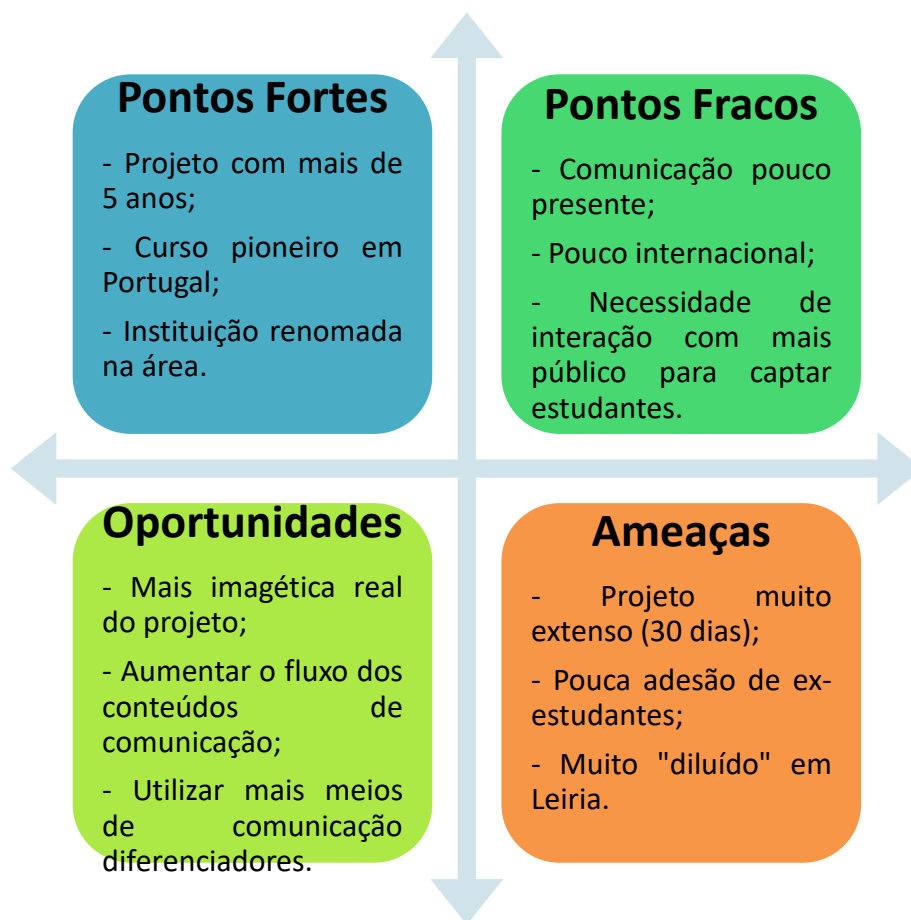 Pontos Fortes
- Projeto com mais de
5 anos;
- Curso pioneiro em
Portugal;
- Instituição renomada
na área.
Pontos Fracos
- Comunicação pouco
presente;
- Pouco internacional;
- Necessidade de
interação com mais
público para captar
estudantes.
Oportunidades
- Mais imagética real
do projeto;
- Aumentar o fluxo dos
conteúdos de
comunicação;
- Utilizar mais meios
de comunicação
diferenciadores.
Ameaças
- Projeto muito
extenso (30 dias);
- Pouca adesão de ex-
estudantes;
- Muito "diluído" em
Leiria.